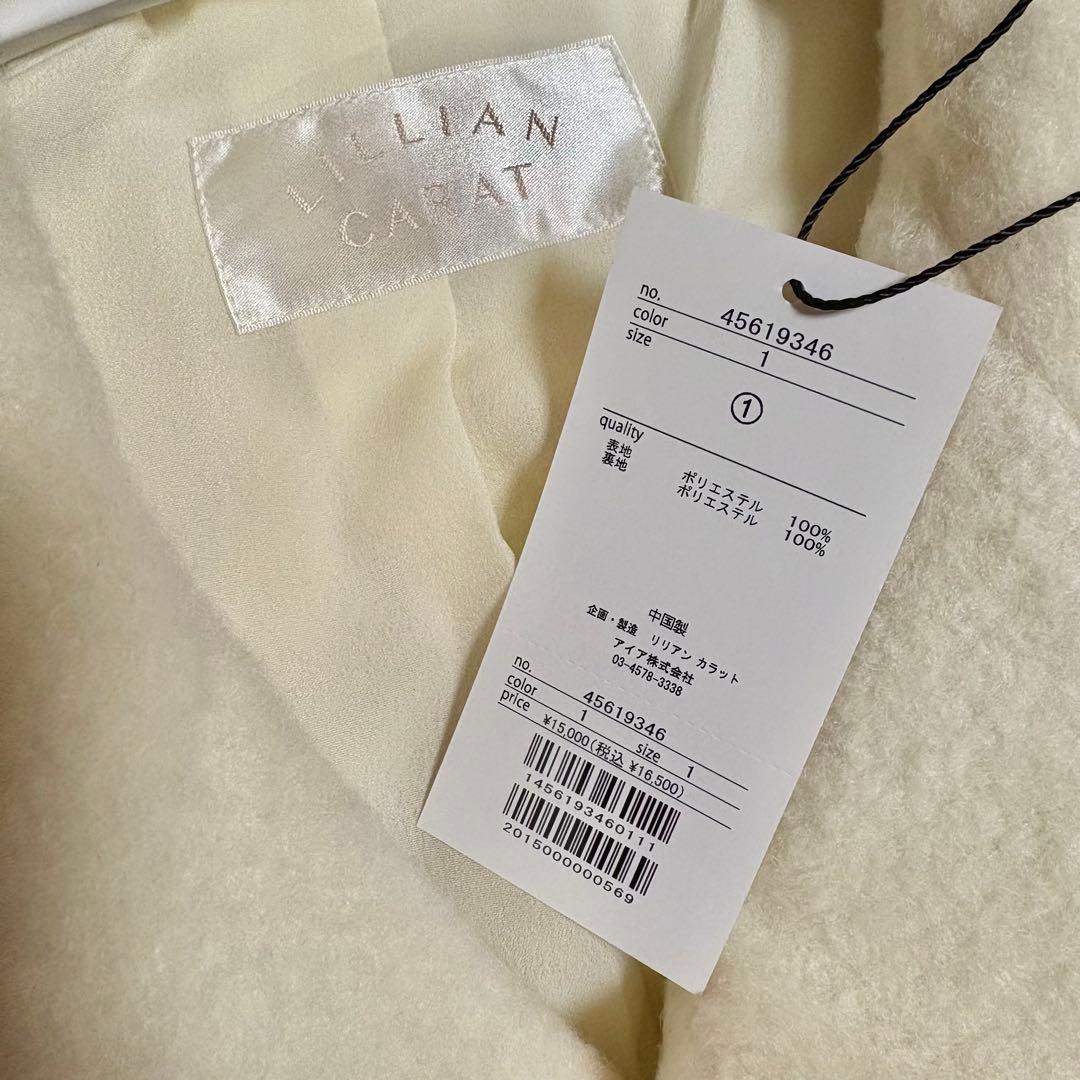 LILLIAN
CARAT
no. 45619346
color 1
size ①
quality
表地 ポリエステル 100%
裏地 ポリエステル 100%
中国製
企画・製造 リリアン カラット
アイア株式会社
03-4578-3338
no. 45619346
color 1 size 1
price ¥15,000(税込 ¥16,500)
1456193460111
2015000000569